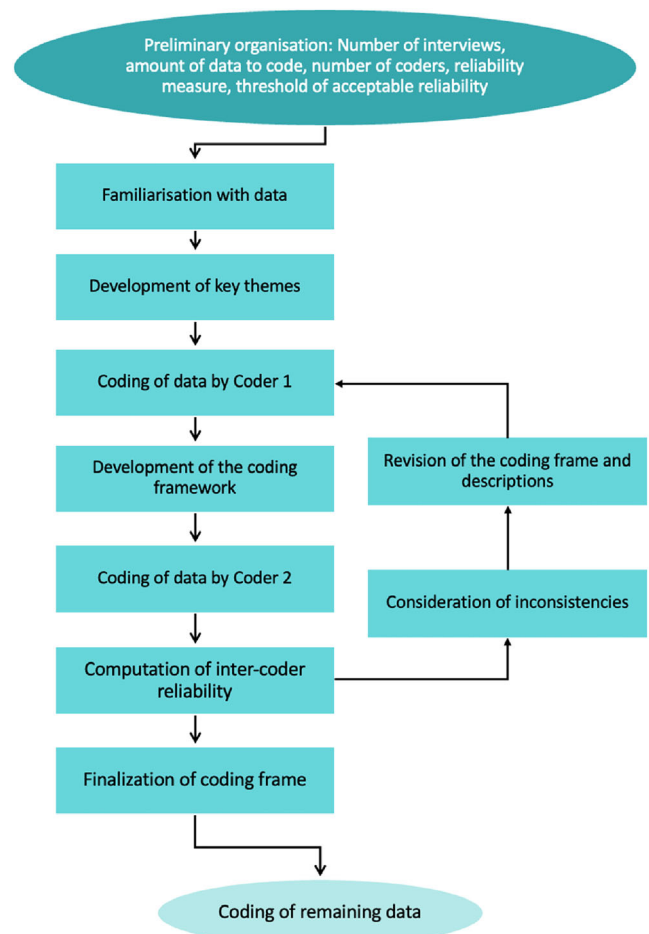 Preliminary organisation: Number of interviews,
amount of data to code, number of coders, reliability
measure, threshold of acceptable reliability
Familiarisation with data
Development of key themes
Coding of data by Coder 1
Development of the coding
framework
Revision of the coding frame and
descriptions
Coding of data by Coder 2
Consideration of inconsistencies
Computation of inter-coder
reliability
Finalization of coding frame
Coding of remaining data